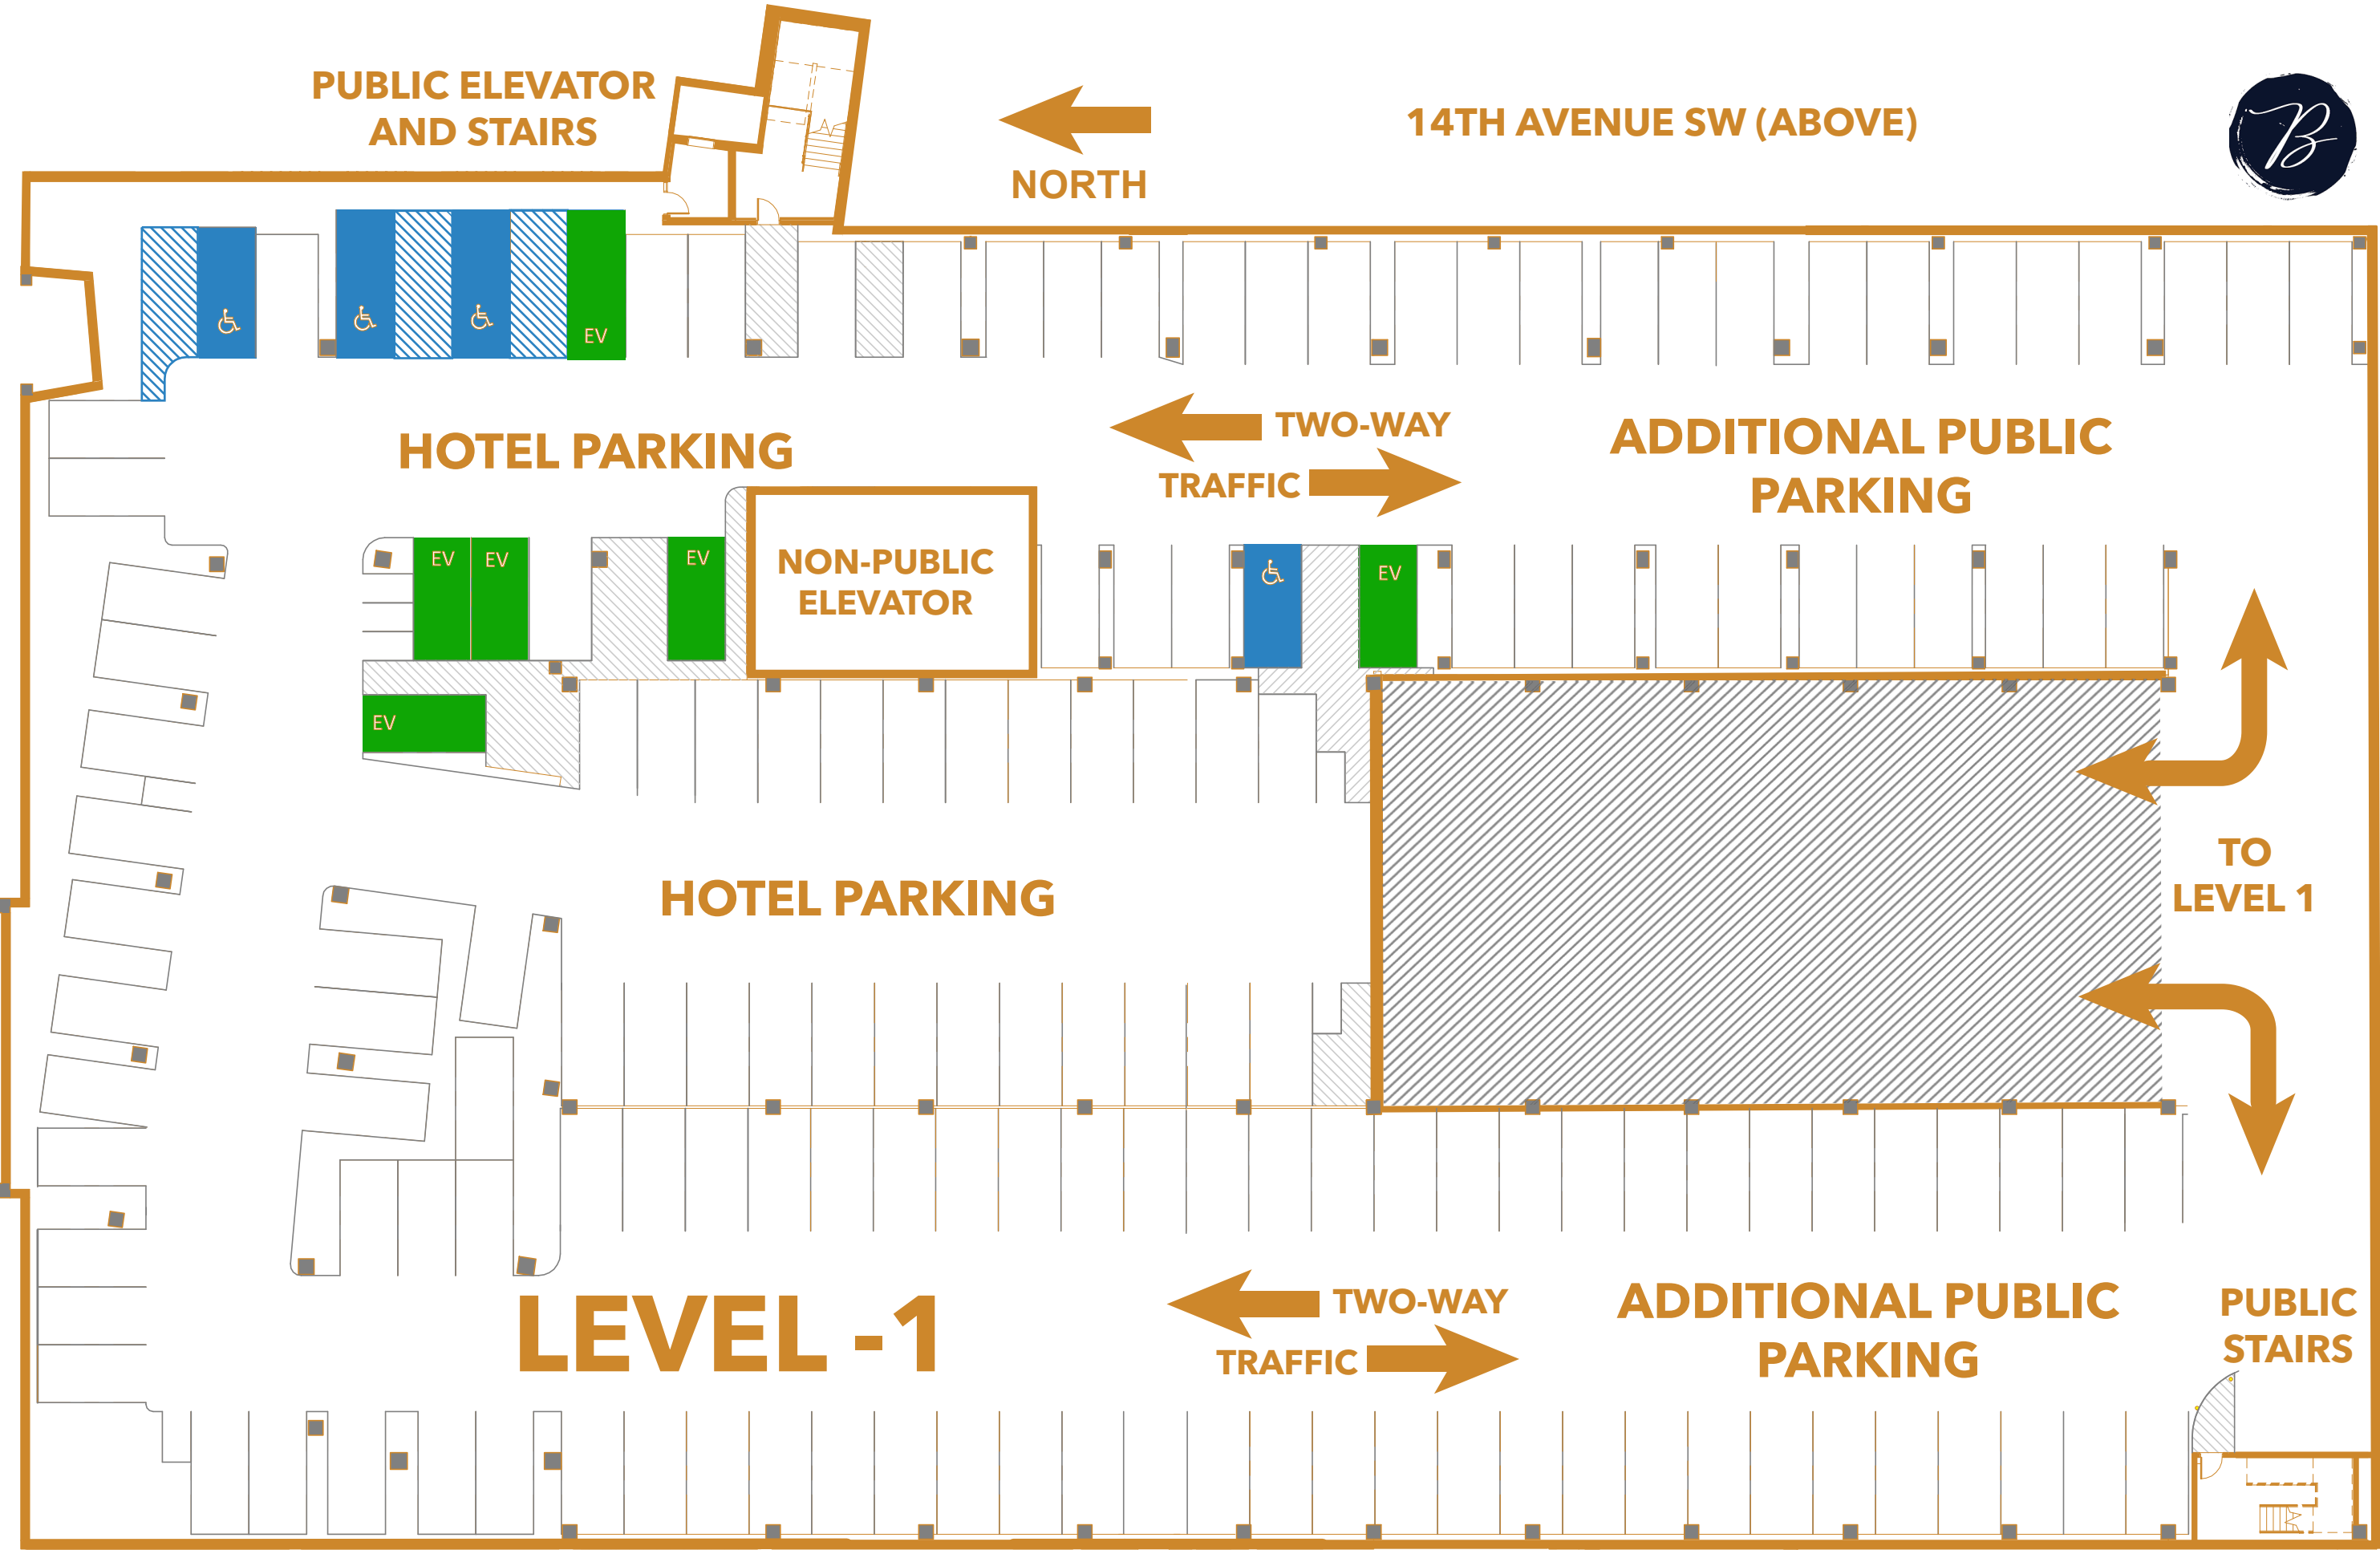 PUBLIC ELEVATOR
AND STAIRS
NORTH
14TH AVENUE SW (ABOVE)
B
EV
HOTEL PARKING
TWO-WAY
TRAFFIC
ADDITIONAL PUBLIC
PARKING
EV
EV
EV
NON-PUBLIC
ELEVATOR
EV
EV
TO
LEVEL 1
HOTEL PARKING
LEVEL -1
TWO-WAY
TRAFFIC
ADDITIONAL PUBLIC
PARKING
PUBLIC
STAIRS